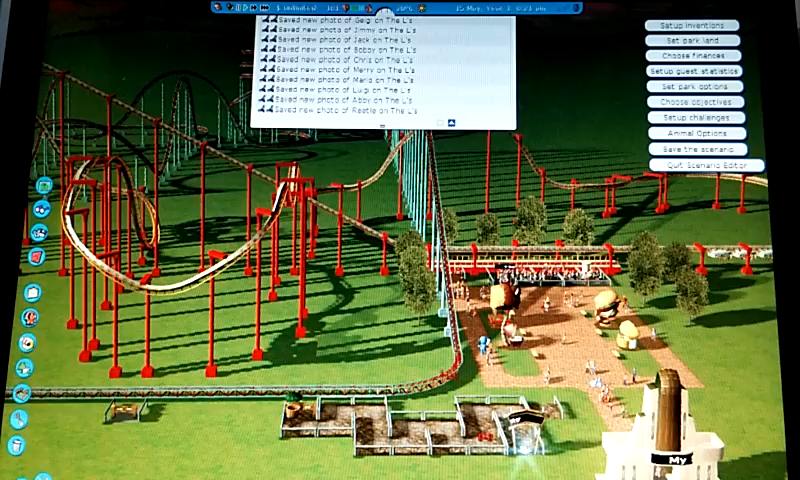 Saved new photo of Geigi on The L's
Saved new photo of Jimmy on The L's
Saved new photo of Jack on The L's
Saved new photo of Bobby on The L's
Saved new photo of Chris on The L's
Saved new photo of Merry on The L's
Saved new photo of Mario on The L's
Saved new photo of Luigi on The L's
Saved new photo of Abby on The L's
Saved new photo of Reatle on The L's
Setup inventions
Set park land
Choose finances
Setup guest statistics
Set park options
Choose objectives
Setup challenges
Animal Options
Save the scenario
Quit Scenario Editor
My